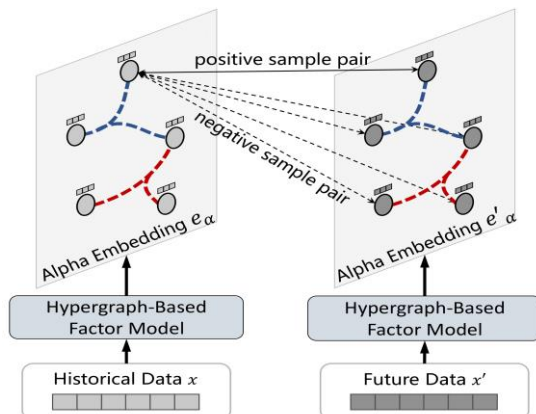 positive sample pair
negative sample pair
Alpha Embedding eα
Alpha Embedding e'α
Hypergraph-Based
Factor Model
Hypergraph-Based
Factor Model
Historical Data x
Future Data x'